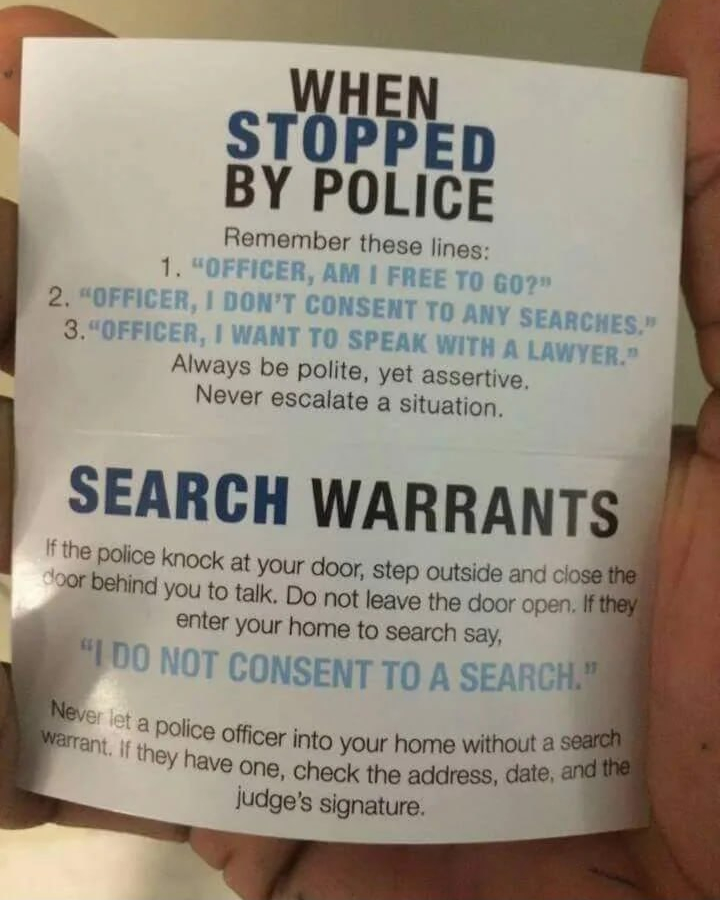 WHEN
STOPPED
BY POLICE
Remember these lines:
1. "OFFICER, AM I FREE TO GO?"
2. "OFFICER, I DON'T CONSENT TO ANY SEARCHES."
3. "OFFICER, I WANT TO SPEAK WITH A LAWYER."
Always be polite, yet assertive.
Never escalate a situation.
SEARCH WARRANTS
If the police knock at your door, step outside and close the
door behind you to talk. Do not leave the door open. If they
enter your home to search say,
"I DO NOT CONSENT TO A SEARCH."
Never let a police officer into your home without a search
warrant. If they have one, check the address, date, and the
judge's signature.